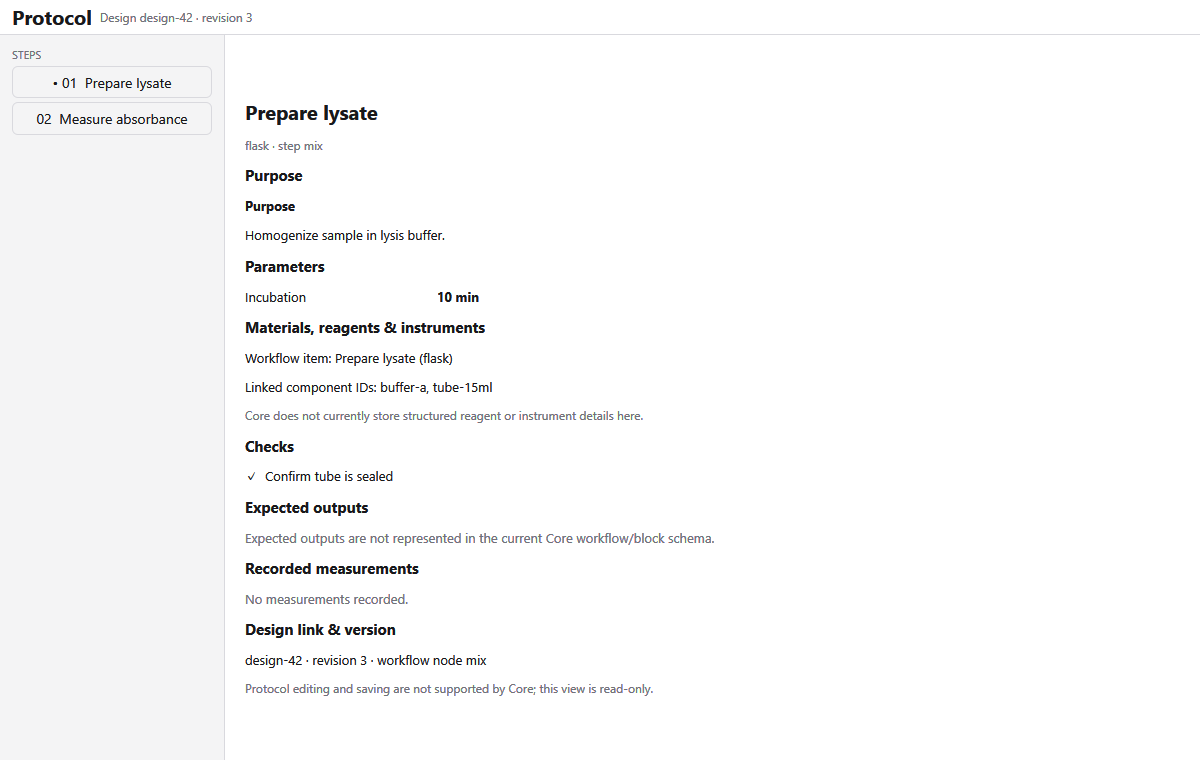 Protocol Design design-42 · revision 3
STEPS
• 01 Prepare lysate
02 Measure absorbance
Prepare lysate
flask · step mix
Purpose
Purpose
Homogenize sample in lysis buffer.
Parameters
Incubation 10 min
Materials, reagents & instruments
Workflow item: Prepare lysate (flask)
Linked component IDs: buffer-a, tube-15ml
Core does not currently store structured reagent or instrument details here.
Checks
✓ Confirm tube is sealed
Expected outputs
Expected outputs are not represented in the current Core workflow/block schema.
Recorded measurements
No measurements recorded.
Design link & version
design-42 · revision 3 · workflow node mix
Protocol editing and saving are not supported by Core; this view is read-only.